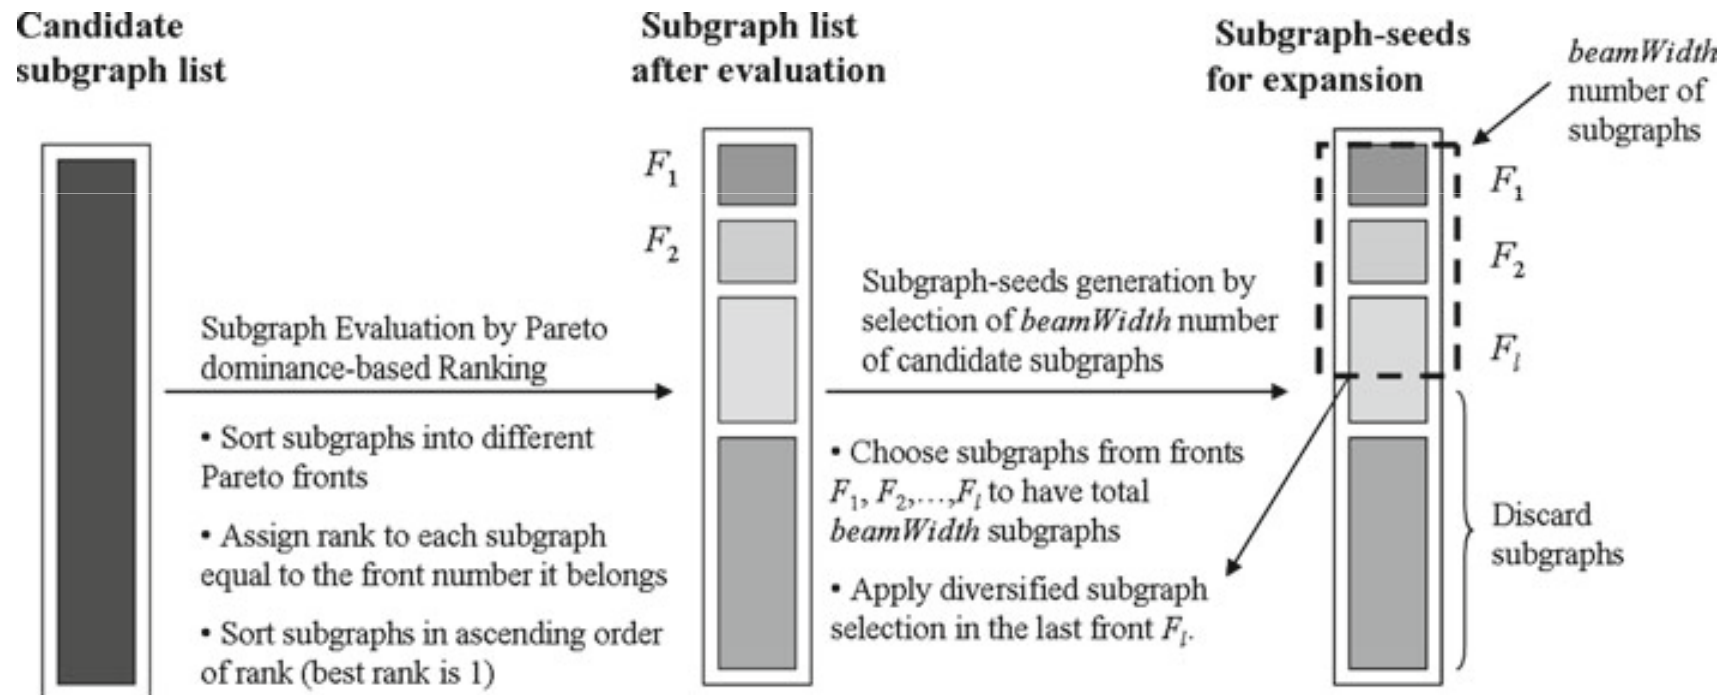 Candidate
subgraph list
Subgraph Evaluation by Pareto
dominance-based Ranking
• Sort subgraphs into different
Pareto fronts
• Assign rank to each subgraph
equal to the front number it belongs
• Sort subgraphs in ascending order
of rank (best rank is 1)
Subgraph list
after evaluation
F1
F2
Subgraph-seeds generation by
selection of beamWidth number
of candidate subgraphs
• Choose subgraphs from fronts
F1, F2,...,Fl to have total
beamWidth subgraphs
• Apply diversified subgraph
selection in the last front Fl.
Subgraph-seeds
for expansion
beamWidth
number of
subgraphs
F1
F2
Fl
Discard
subgraphs